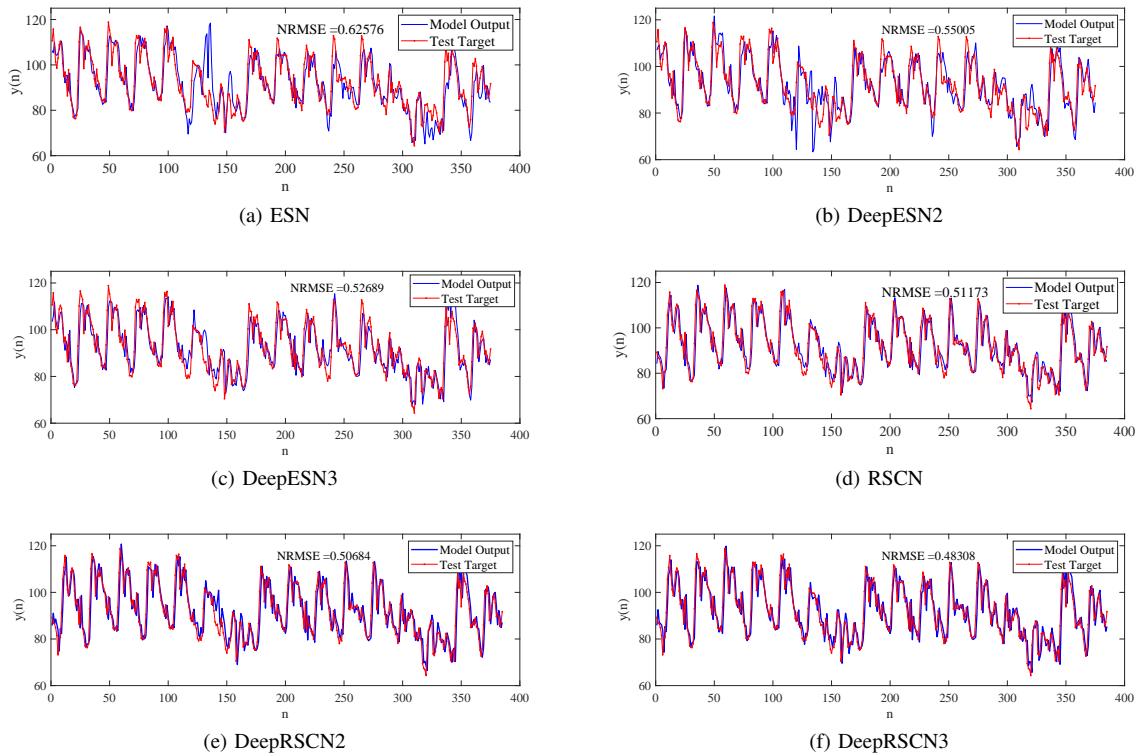 NRMSE =0.62576
Model Output
Test Target
y(n)
120
100
80
60
0 50 100 150 200 250 300 350 400
n
(a) ESN
NRMSE =0.55005
Model Output
Test Target
y(n)
120
100
80
60
0 50 100 150 200 250 300 350 400
n
(b) DeepESN2
NRMSE =0.52689
Model Output
Test Target
y(n)
120
100
80
60
0 50 100 150 200 250 300 350 400
n
(c) DeepESN3
NRMSE =0.51173
Model Output
Test Target
y(n)
120
100
80
60
0 50 100 150 200 250 300 350 400
n
(d) RSCN
NRMSE =0.50684
Model Output
Test Target
y(n)
120
100
80
60
0 50 100 150 200 250 300 350 400
n
(e) DeepRSCN2
NRMSE =0.48308
Model Output
Test Target
y(n)
120
100
80
60
0 50 100 150 200 250 300 350 400
n
(f) DeepRSCN3